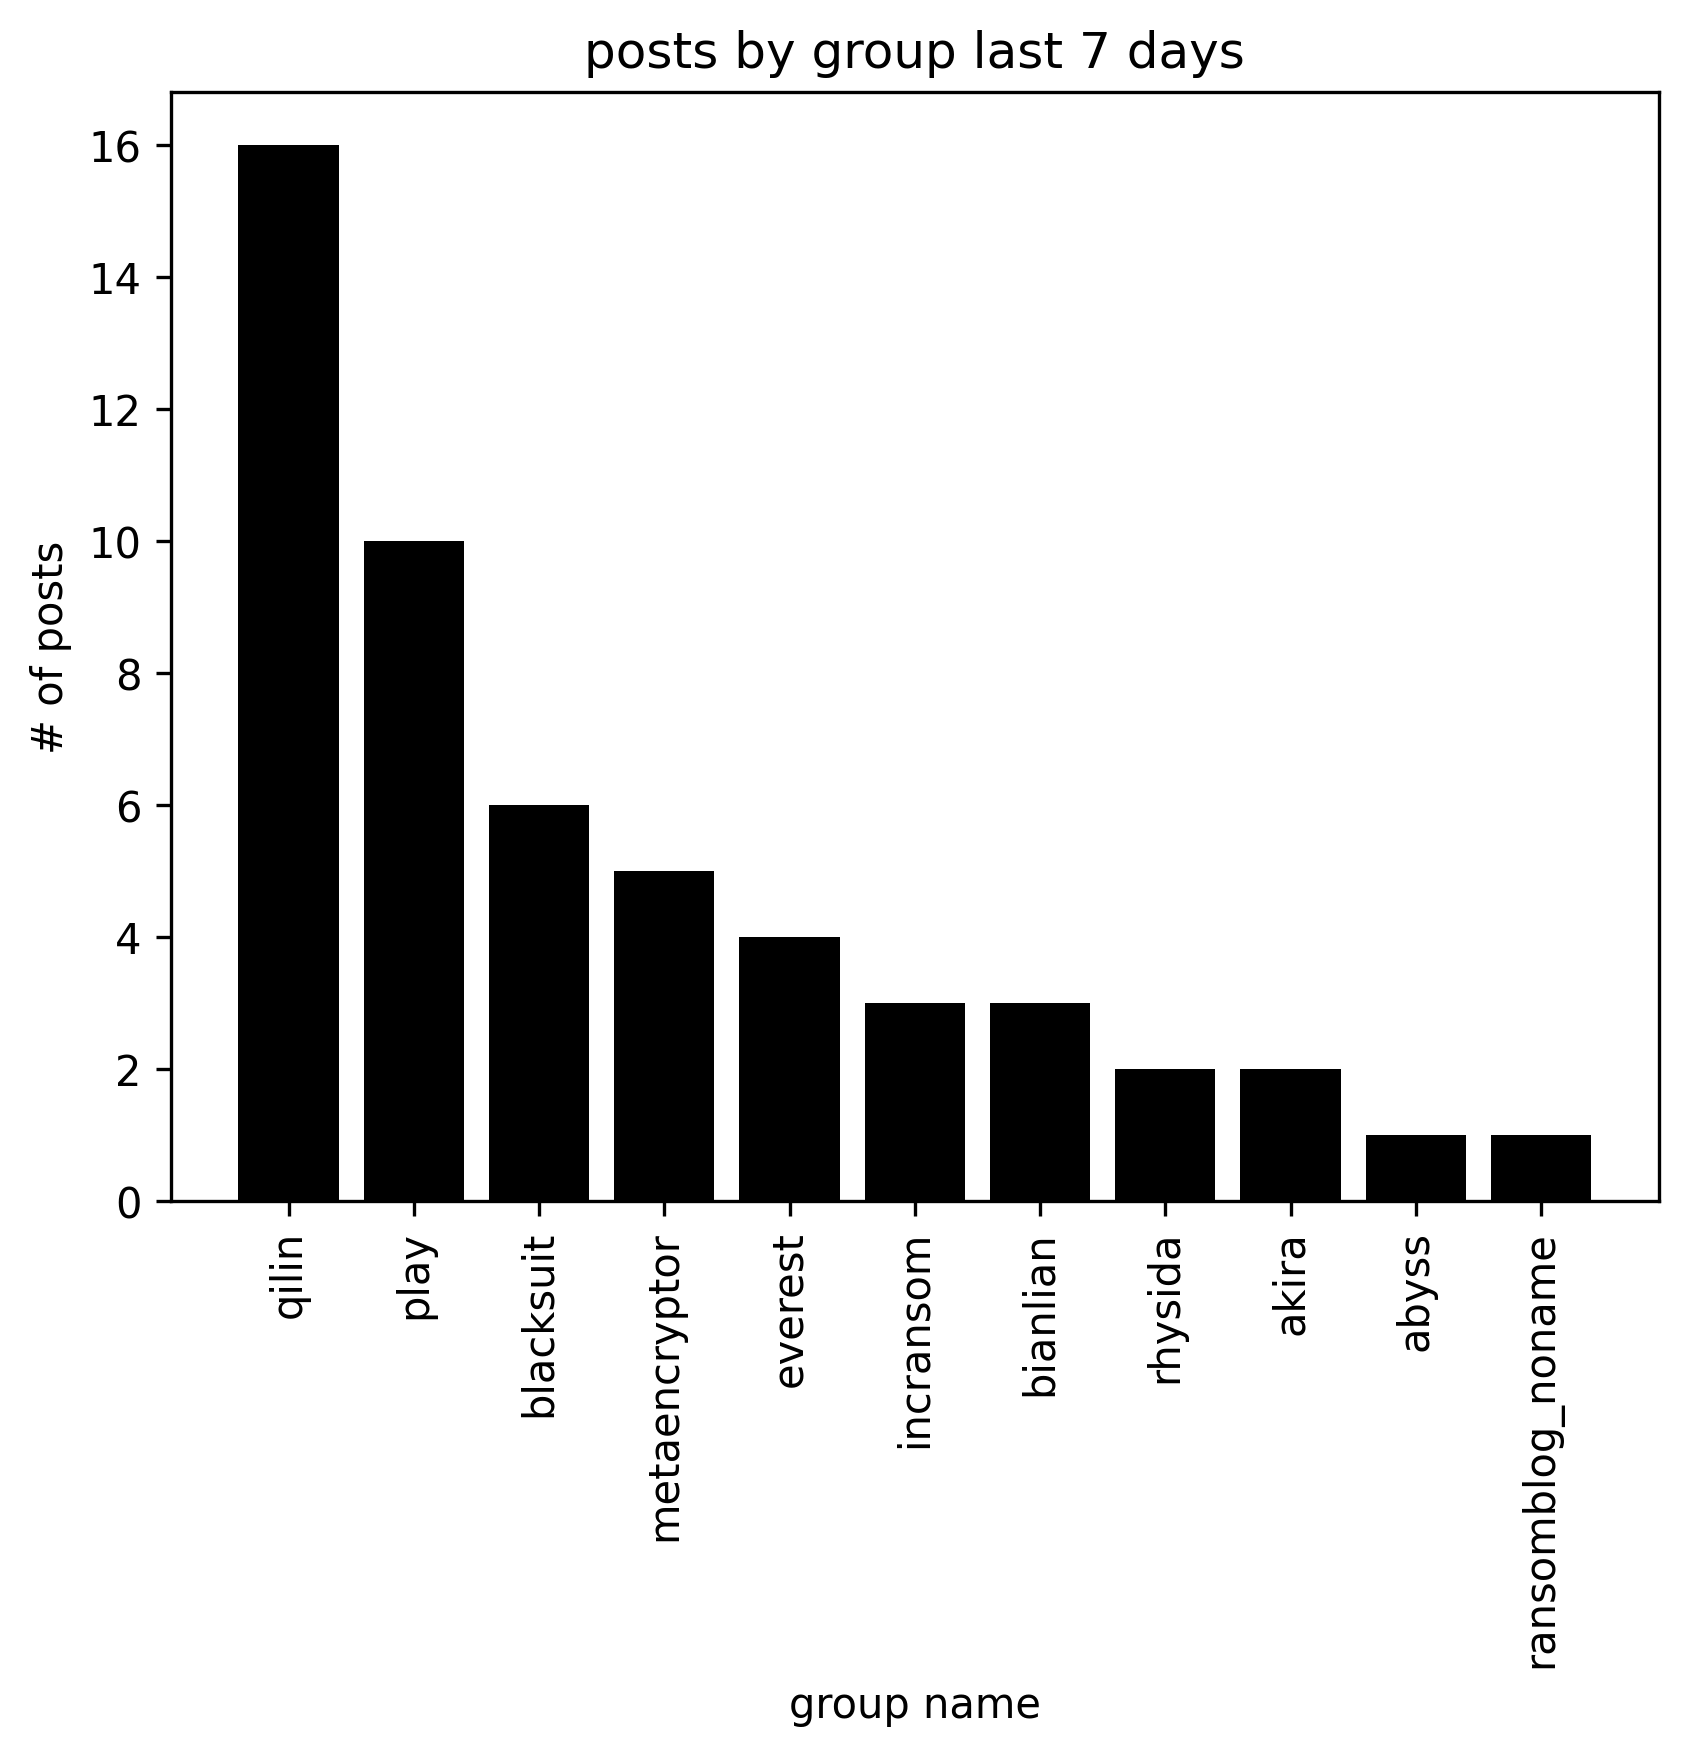 posts by group last 7 days
# of posts
16
14
12
10
8
6
4
2
0
qilin
play
blacksuit
metaencryptor
everest
incransom
bianlian
rhysida
akira
abyss
ransomblog_noname
group name